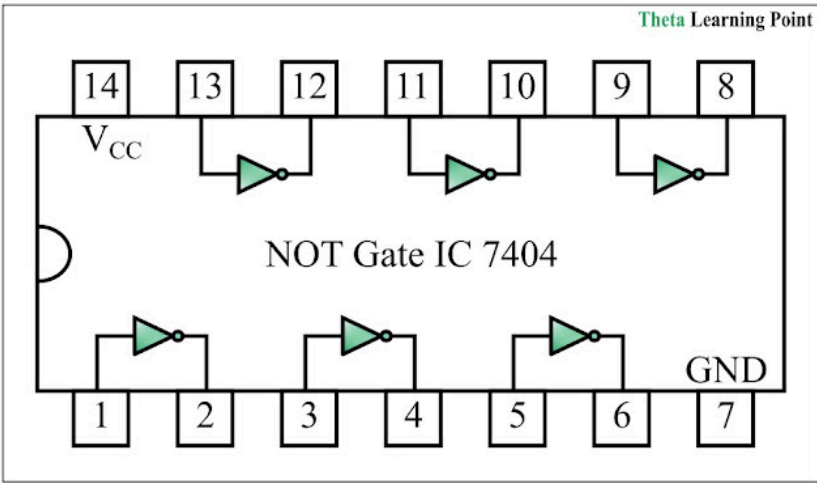 Theta Learning Point
14 13 12 11 10 9 8
VCC
NOT Gate IC 7404
GND
1 2 3 4 5 6 7